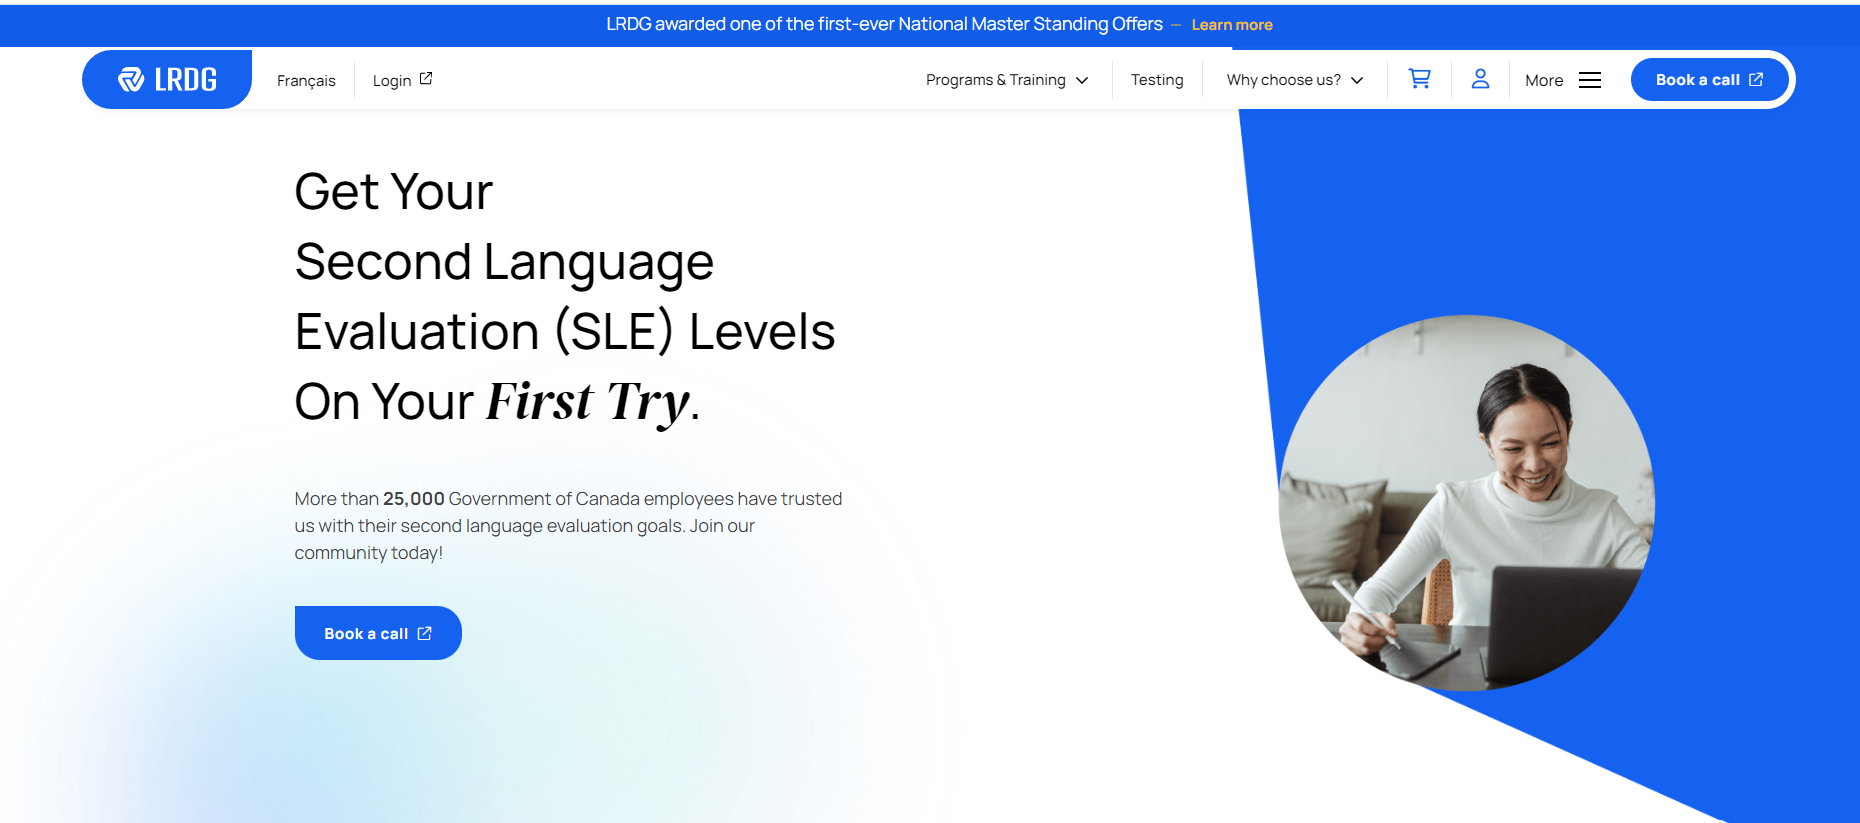 LRDG awarded one of the first-ever National Master Standing Offers – Learn more
LRDG
Français
Login
Programs & Training
Testing
Why choose us?
More
Book a call
Get Your
Second Language
Evaluation (SLE) Levels
On Your First Try.
More than 25,000 Government of Canada employees have trusted
us with their second language evaluation goals. Join our
community today!
Book a call